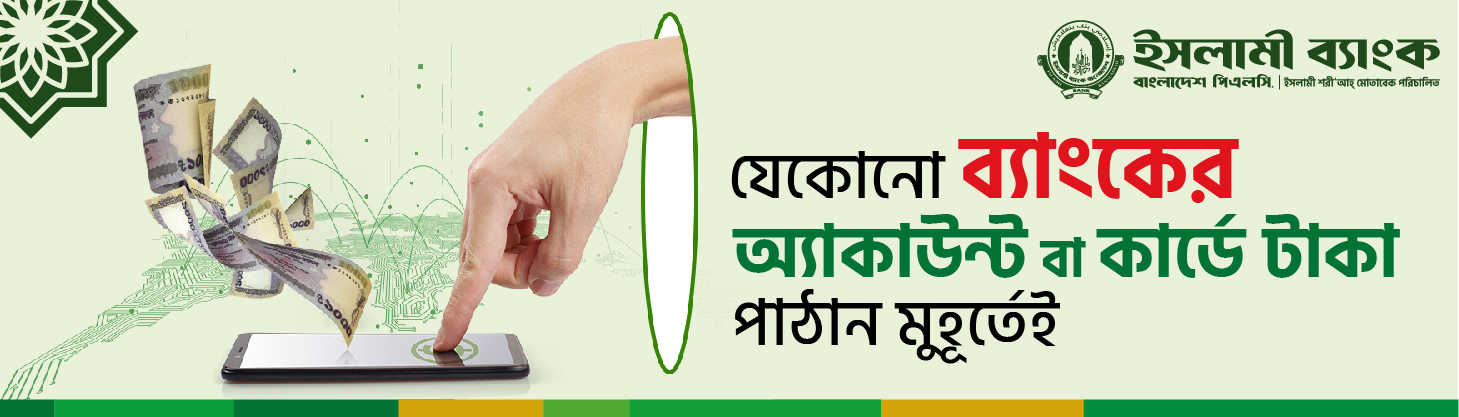 ইসলামী ব্যাংক
বাংলাদেশ পিএলসি. | ইসলামী শরী'আহ্ মোতাবেক পরিচালিত
যেকোনো ব্যাংকের
অ্যাকাউন্ট বা কার্ডে টাকা
পাঠান মুহূর্তেই